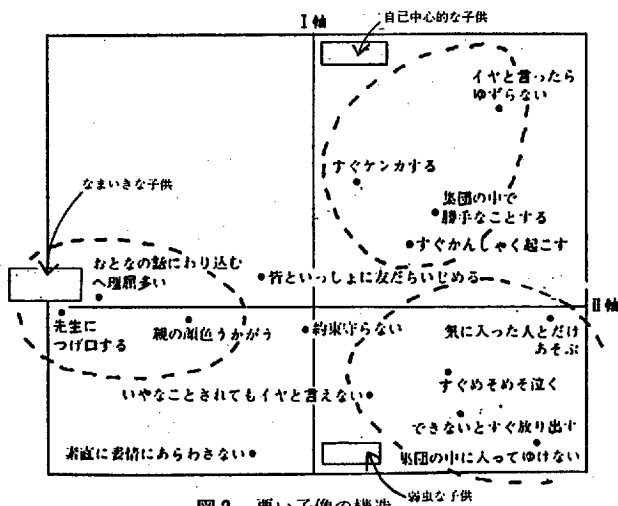 I 軸
自己中心的な子供
イヤと言ったら
ゆずらない
すぐケンカする
なまいきな子供
集団の中で
勝手なことする
すぐかんしゃく起こす
おとなの話にわり込む
へ理屈多い
皆といっしょに友だちいじめる
II 軸
先生に
つげ口する
親の顔色うかがう
約束守らない
気に入った人とだけ
あそぶ
すぐめそめそ泣く
いやなことされてもイヤと言えない
できないとすぐ放り出す
素直に表情にあらわさない
集団の中に入ってゆけない
弱虫な子供
図2 悪い子像の構造